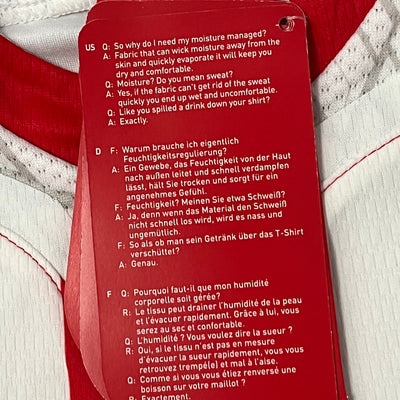 US Q: So why do I need my moisture managed?
A: Fabric that can wick moisture away from the
skin and quickly evaporate it will keep you
dry and comfortable.
Q: Moisture? Do you mean sweat?
A: Yes, if the fabric can't get rid of the sweat
quickly you end up wet and uncomfortable.
Q: Like you spilled a drink down your shirt?
A: Exactly.
D F: Warum brauche ich eigentlich
Feuchtigkeitsregulierung?
A: Ein Gewebe, das Feuchtigkeit von der Haut
nach außen leitet und schnell verdampfen
lässt, hält Sie trocken und sorgt für ein
angenehmes Gefühl.
F: Feuchtigkeit? Meinen Sie etwa Schweiß?
A: Ja, denn wenn das Material den Schweiß
nicht schnell los wird, wird es nass und
ungemütlich.
F: So als ob man sein Getränk über das T-Shirt
verschüttet?
A: Genau.
F Q: Pourquoi faut-il que mon humidité
corporelle soit gérée?
R: Le tissu peut drainer l'humidité de la peau
et l'évacuer rapidement. Grâce à lui, vous
serez au sec et confortable.
Q: L'humidité ? Vous voulez dire la sueur ?
R: Oui, si le tissu n'est pas en mesure
d'évacuer la sueur rapidement, vous vous
retrouvez trempé(e) et mal à l'aise.
Q: Comme si vous vous étiez renversé une
boisson sur votre maillot ?
R: Exactement.